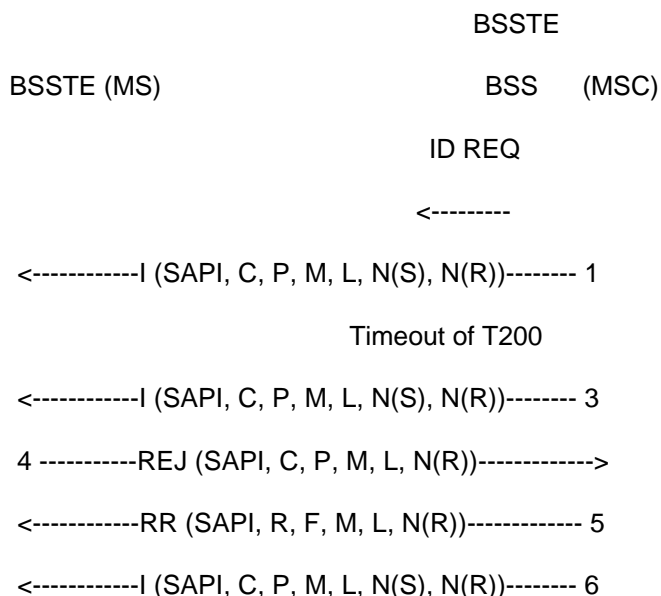 BSSTE
BSSTE (MS) BSS (MSC)
ID REQ
<---------
<------------I (SAPI, C, P, M, L, N(S), N(R))-------- 1
Timeout of T200
<------------I (SAPI, C, P, M, L, N(S), N(R))-------- 3
4 -----------REJ (SAPI, C, P, M, L, N(R))------------->
<------------RR (SAPI, R, F, M, L, N(R))------------- 5
<------------I (SAPI, C, P, M, L, N(S), N(R))-------- 6